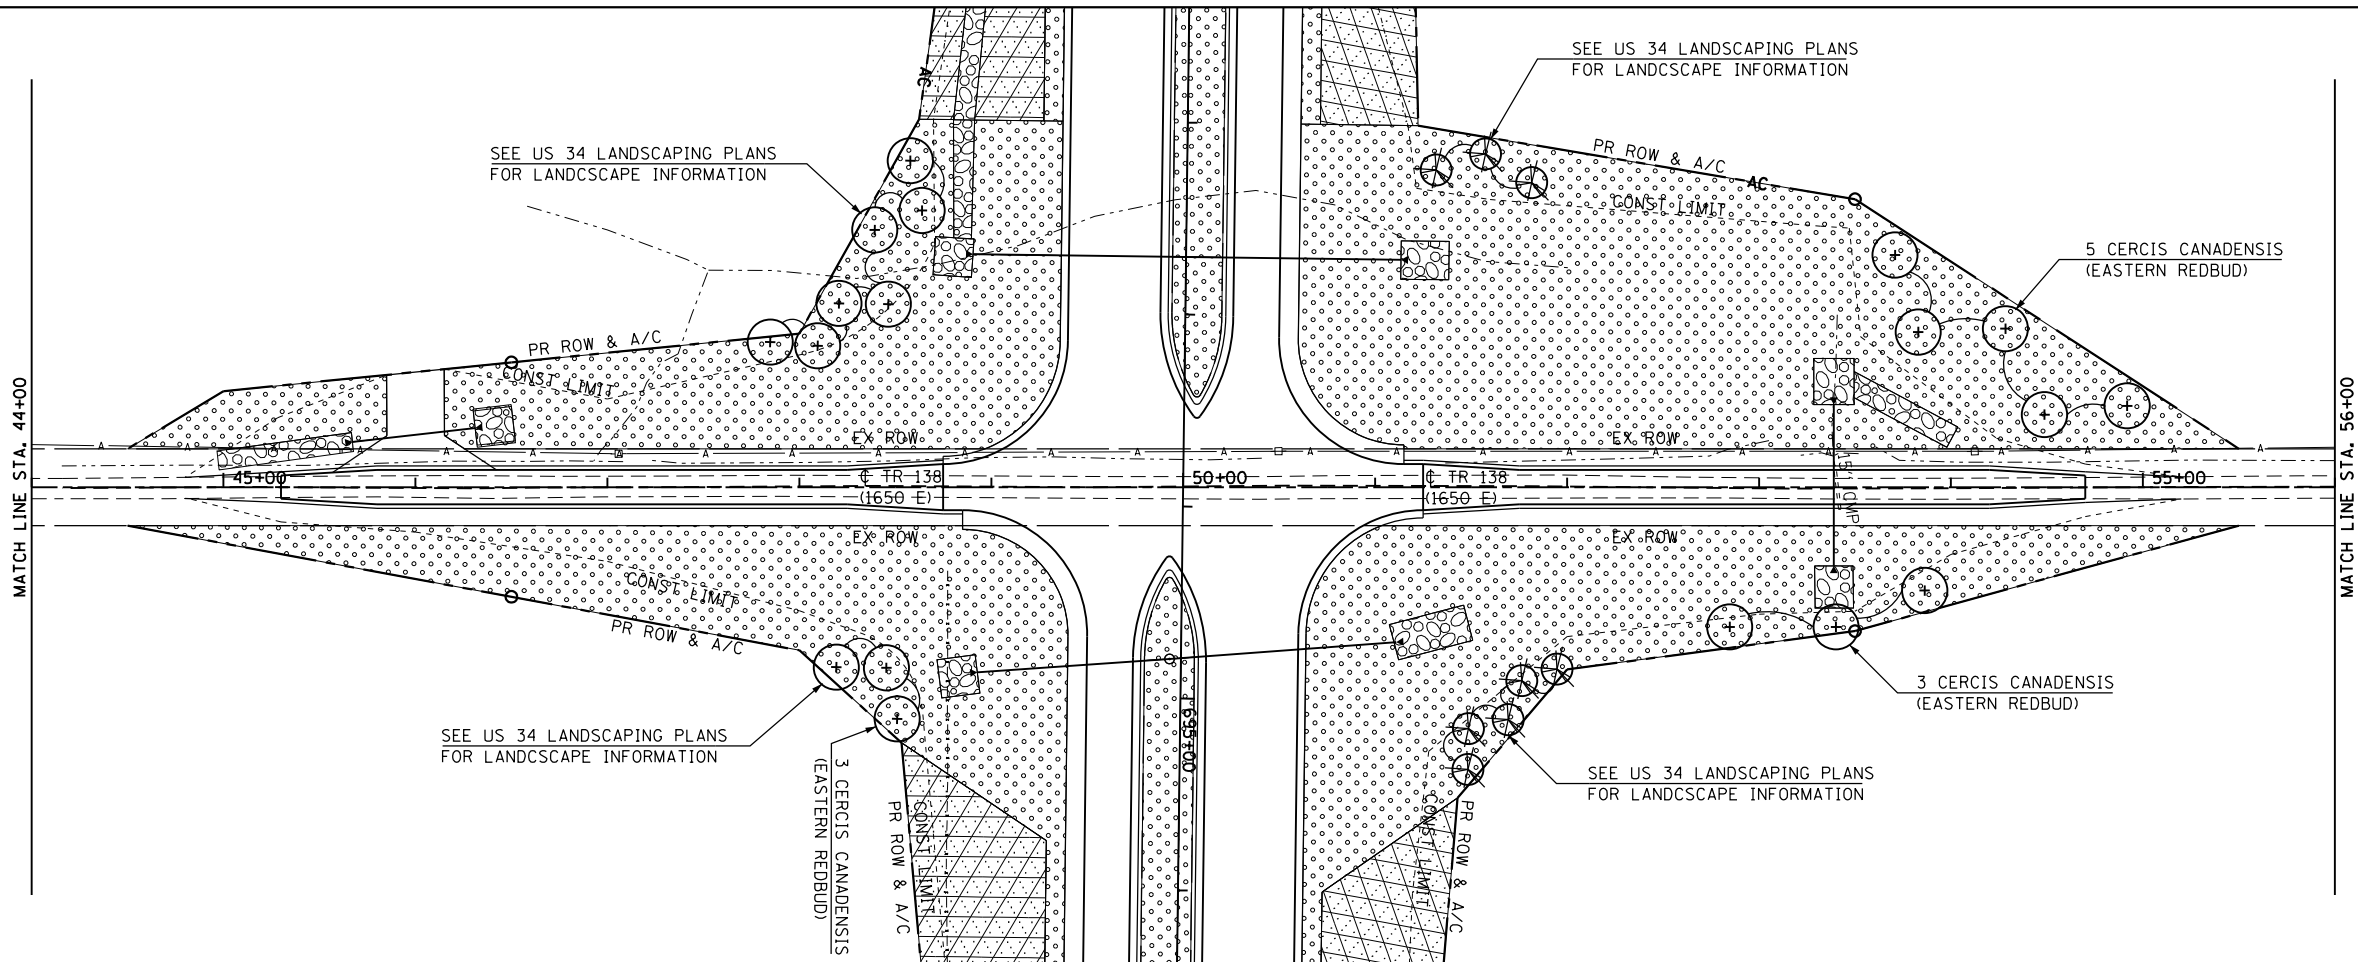 SEE US 34 LANDSCAPING PLANS
FOR LANDCSCAPE INFORMATION
AC
SEE US 34 LANDSCAPING PLANS
FOR LANDCSCAPE INFORMATION
PR ROW & A/C
AC
CONST LIMIT
5 CERCIS CANADENSIS
(EASTERN REDBUD)
PR ROW & A/C
CONST LIMIT
MATCH LINE STA. 44+00
MATCH LINE STA. 56+00
EX ROW
EX ROW
A A A A A A A A A A A A A A A A A A A A A A A A A A
45+00
℄ TR 138
(1650 E)
50+00
℄ TR 138
(1650 E)
15" CMP
55+00
EX ROW
EX ROW
CONST LIMIT
PR ROW & A/C
3 CERCIS CANADENSIS
(EASTERN REDBUD)
SEE US 34 LANDSCAPING PLANS
FOR LANDCSCAPE INFORMATION
695+00
SEE US 34 LANDSCAPING PLANS
FOR LANDCSCAPE INFORMATION
3 CERCIS CANADENSIS
(EASTERN REDBUD)
PR ROW & A/C
CONST LIMIT
CONST LIMIT
PR ROW & A/C